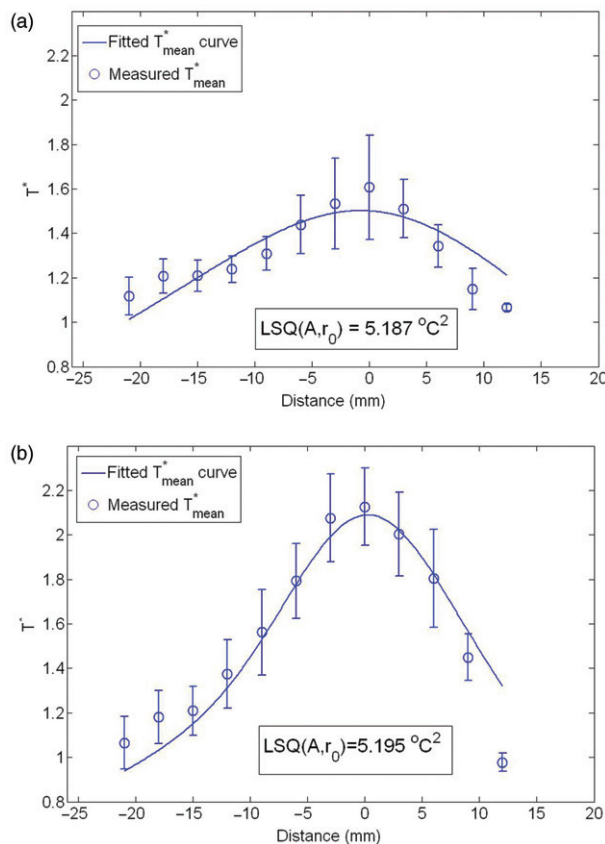 (a)
2.2
2
1.8
1.6
1.4
1.2
1
0.8
T*
Fitted T*mean curve
Measured T*mean
LSQ(A,r0) = 5.187 °C2
−25 −20 −15 −10 −5 0 5 10 15 20
Distance (mm)
(b)
2.2
2
1.8
1.6
1.4
1.2
1
0.8
T*
Fitted T*mean curve
Measured T*mean
LSQ(A,r0)=5.195 °C2
−25 −20 −15 −10 −5 0 5 10 15 20
Distance (mm)